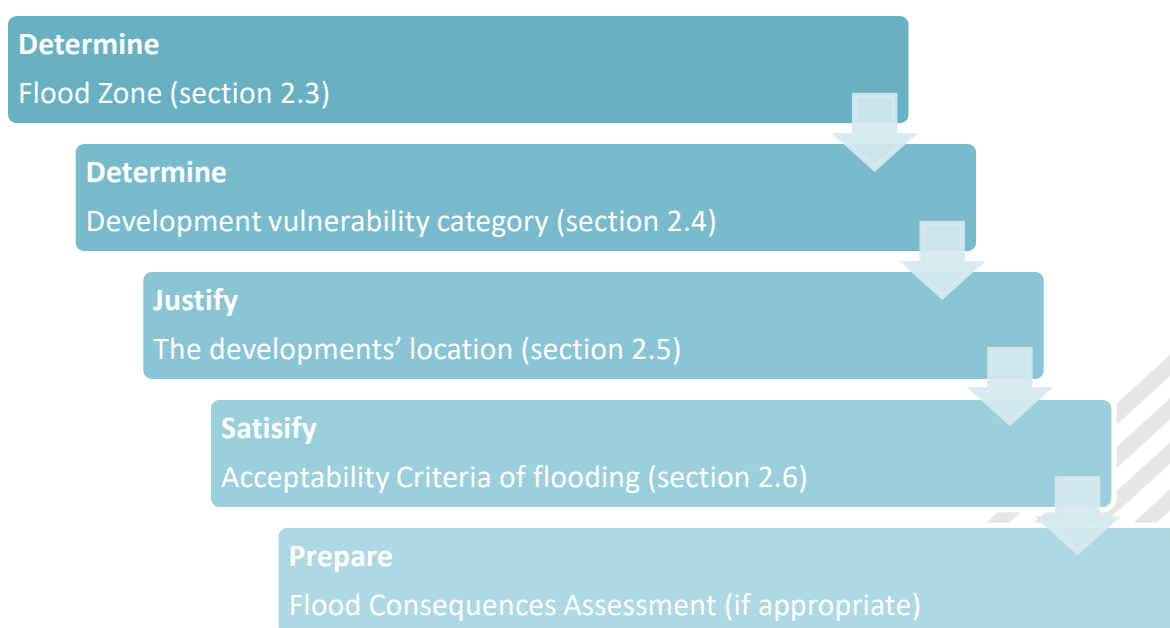 Determine
Flood Zone (section 2.3)
Determine
Development vulnerability category (section 2.4)
Justify
The developments’ location (section 2.5)
Satisify
Acceptability Criteria of flooding (section 2.6)
Prepare
Flood Consequences Assessment (if appropriate)